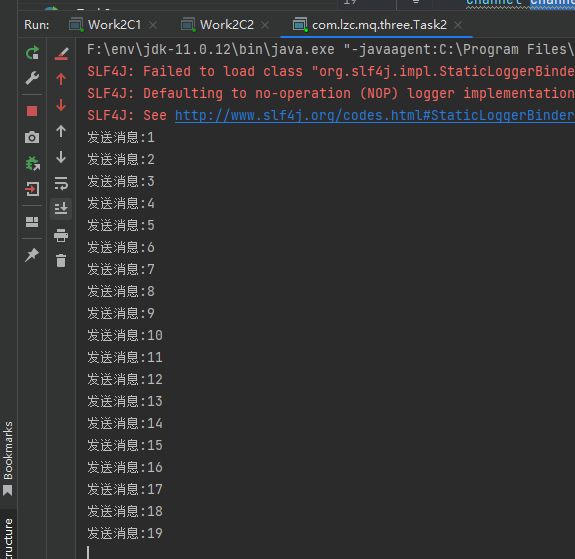 19
Run: Work2C1 Work2C2 com.lzc.mq.three.Task2
F:\env\jdk-11.0.12\bin\java.exe "-javaagent:C:\Program Files\
SLF4J: Failed to load class "org.slf4j.impl.StaticLoggerBinde
SLF4J: Defaulting to no-operation (NOP) logger implementation
SLF4J: See http://www.slf4j.org/codes.html#StaticLoggerBinder
发送消息:1
发送消息:2
发送消息:3
发送消息:4
发送消息:5
发送消息:6
发送消息:7
发送消息:8
发送消息:9
发送消息:10
发送消息:11
发送消息:12
发送消息:13
发送消息:14
发送消息:15
发送消息:16
发送消息:17
发送消息:18
发送消息:19
Bookmarks
ructure